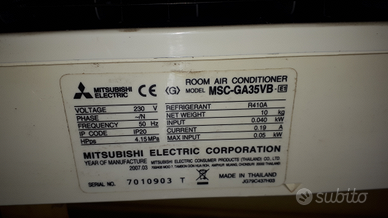 MITSUBISHI
ELECTRIC
CE
(G)
ROOM AIR CONDITIONER
MODEL MSC-GA35VB - E1
VOLTAGE 230 V
PHASE ~/N
FREQUENCY 50 Hz
IP CODE IP20
HPps 4.15 MPa
REFRIGERANT R410A
NET WEIGHT 10 kg
INPUT 0.040 kW
CURRENT 0.19 A
MAX INPUT 0.05 kW
MITSUBISHI ELECTRIC CORPORATION
YEAR OF MANUFACTURE 2007.03
MITSUBISHI ELECTRIC CONSUMER PRODUCTS (THAILAND) CO.,LTD
SERIAL NO. 7010903 T
MADE IN THAILAND
subito